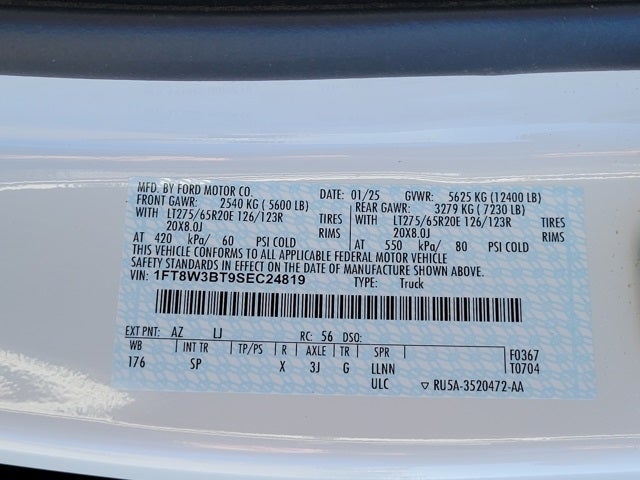 MFD. BY FORD MOTOR CO. DATE: 01/25 GVWR: 5625 KG (12400 LB)
FRONT GAWR: 2540 KG ( 5600 LB) REAR GAWR: 3279 KG ( 7230 LB)
WITH LT275/65R20E 126/123R TIRES WITH LT275/65R20E 126/123R TIRES
20X8.0J RIMS 20X8.0J RIMS
AT 420 kPa/ 60 PSI COLD AT 550 kPa/ 80 PSI COLD
THIS VEHICLE CONFORMS TO ALL APPLICABLE FEDERAL MOTOR VEHICLE
SAFETY STANDARDS IN EFFECT ON THE DATE OF MANUFACTURE SHOWN ABOVE.
VIN: 1FT8W3BT9SEC24819 TYPE: Truck
EXT PNT: AZ LJ RC: 56 DSO:
WB INT TR TP/PS R AXLE TR SPR F0367
176 SP X 3J G LLNN T0704
ULC ▽ RU5A-3520472-AA